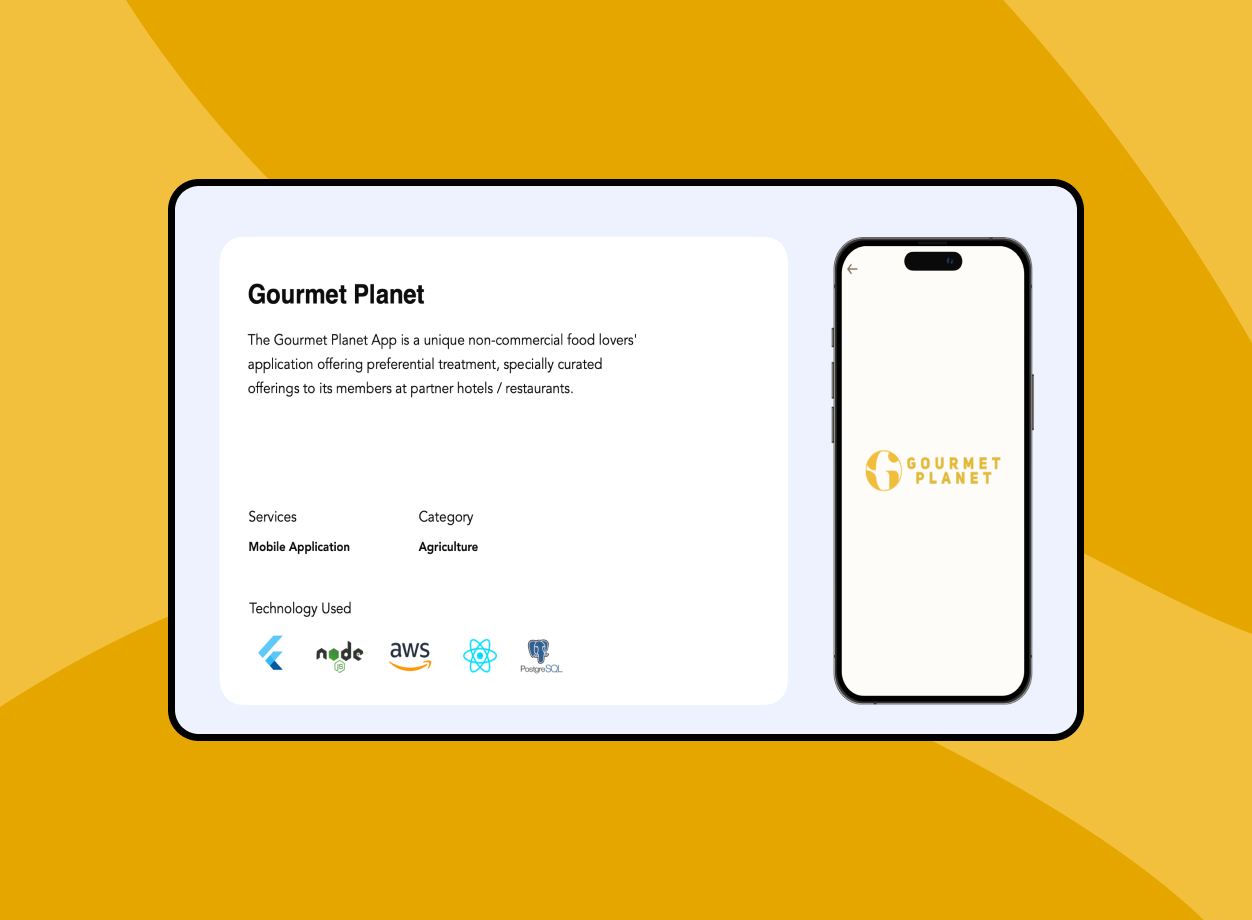 Gourmet Planet
The Gourmet Planet App is a unique non-commercial food lovers'
application offering preferential treatment, specially curated
offerings to its members at partner hotels / restaurants.
Services
Category
Mobile Application
Agriculture
Technology Used
node
JS
aws
PostgreSQL
GOURMET
PLANET